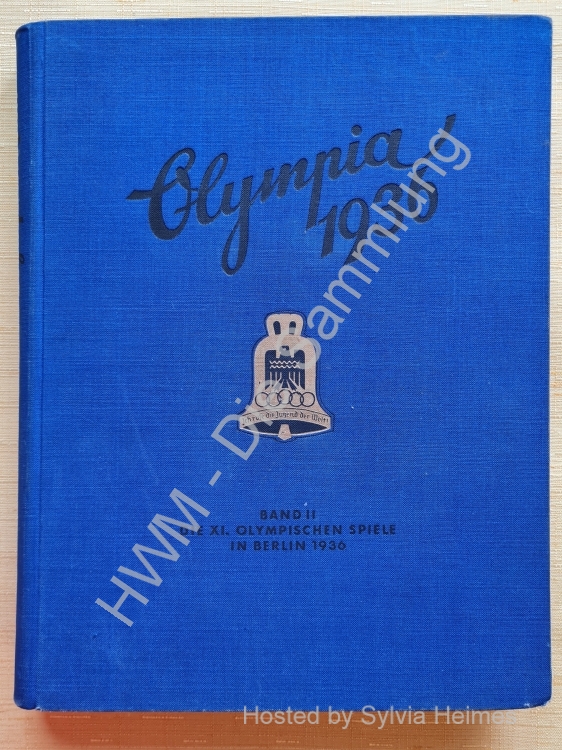 Olympia
1936
Ich rufe die Jugend der Welt!
BAND II
DIE XI. OLYMPISCHEN SPIELE
IN BERLIN 1936
HWM - Die Sammlung
Hosted by Sylvia Heimes